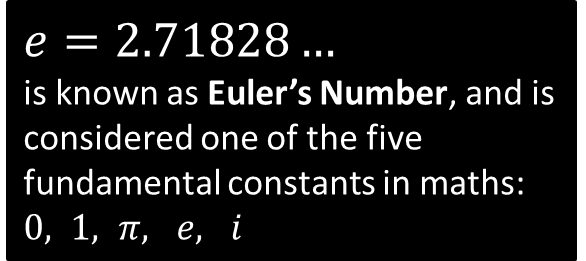 e = 2.71828 ...
is known as Euler’s Number, and is
considered one of the five
fundamental constants in maths:
0, 1, π, e, i